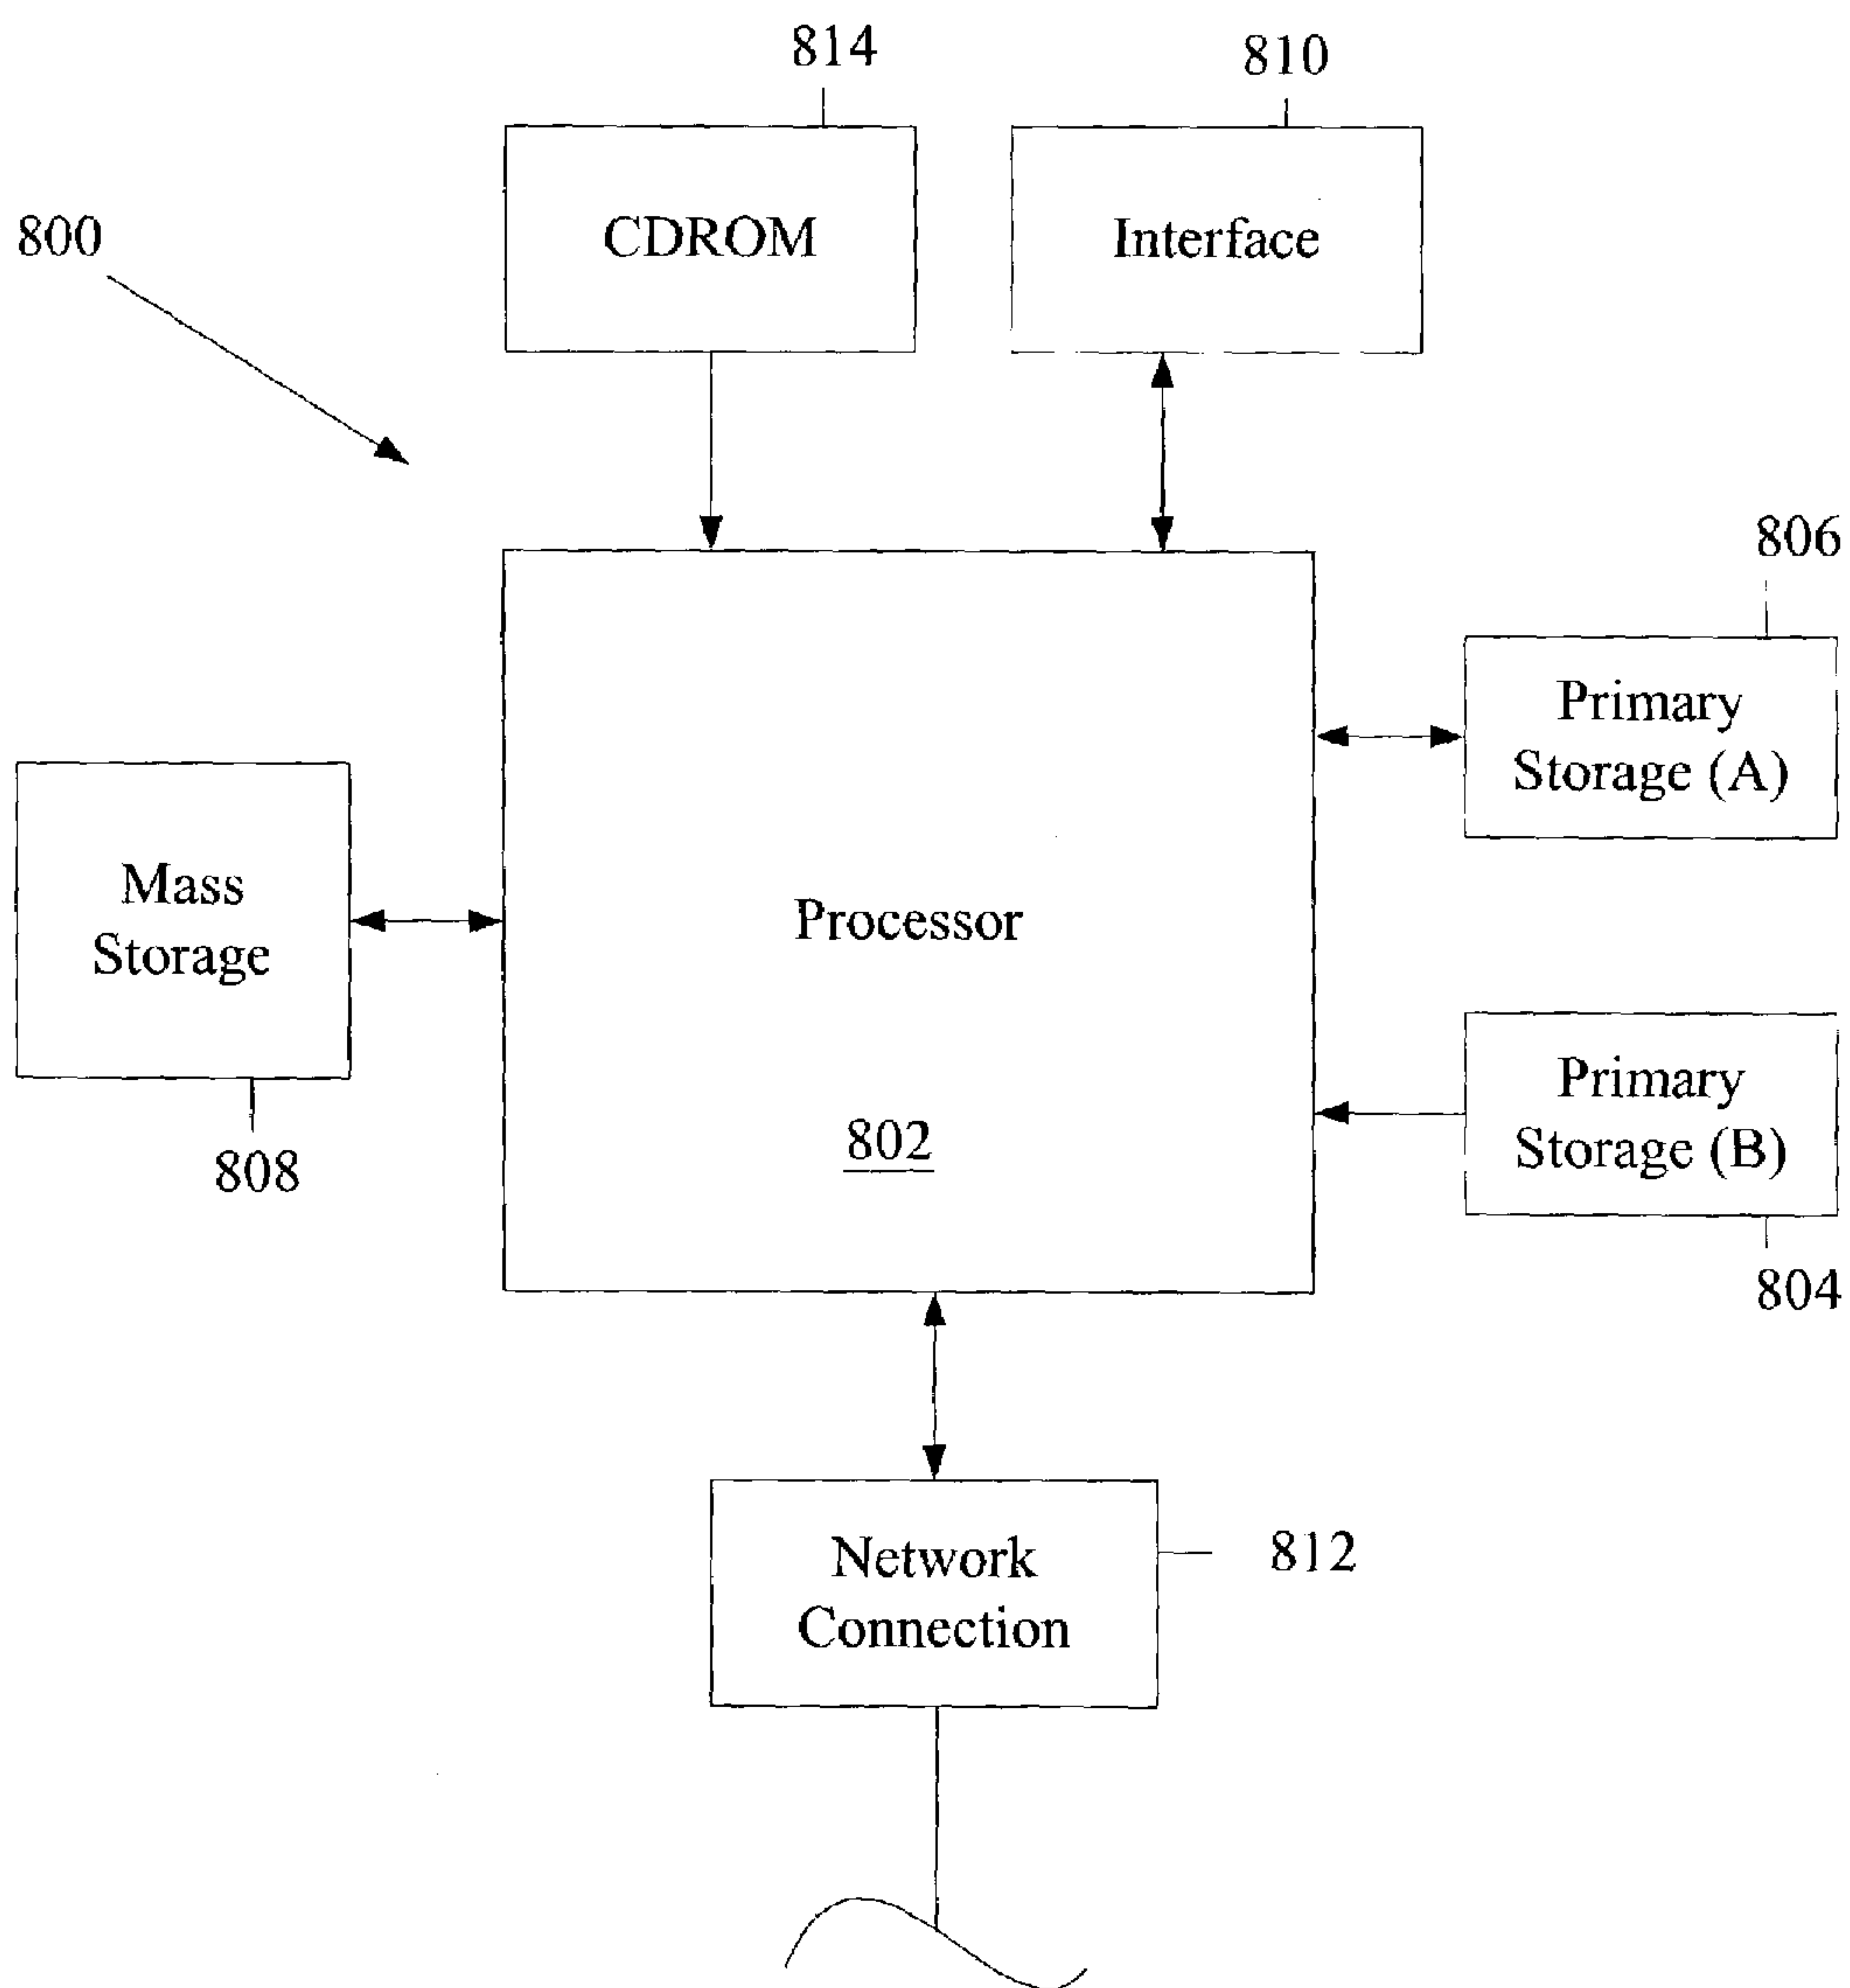 814
810
800
CDROM
Interface
806
Primary
Storage (A)
Mass
Storage
Processor
Primary
Storage (B)
802
808
804
Network
Connection
812